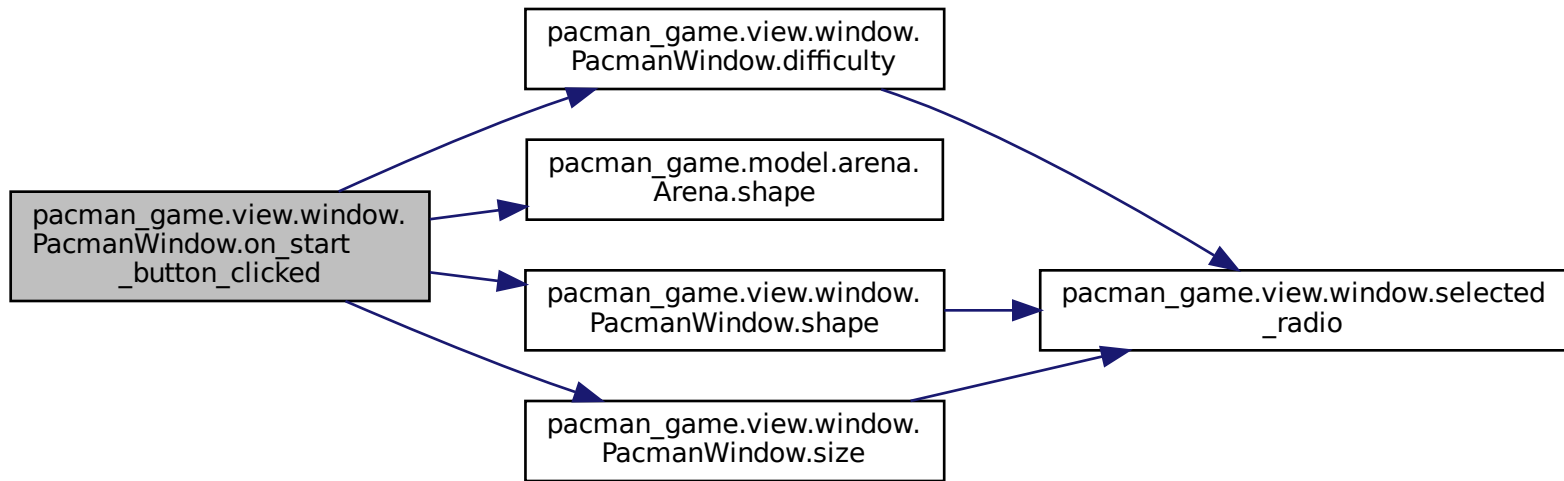 pacman_game.view.window.
PacmanWindow.on_start
_button_clicked
pacman_game.view.window.
PacmanWindow.difficulty
pacman_game.model.arena.
Arena.shape
pacman_game.view.window.
PacmanWindow.shape
pacman_game.view.window.
PacmanWindow.size
pacman_game.view.window.selected
_radio